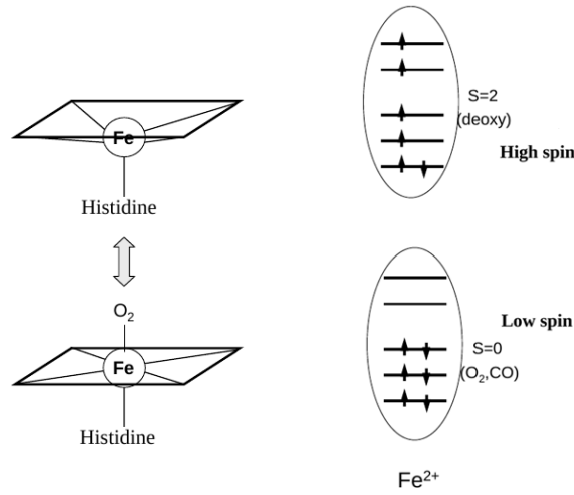 Fe
Histidine
O₂
Fe
Histidine
S=2
(deoxy)
High spin
Low spin
S=0
(O₂,CO)
Fe²⁺